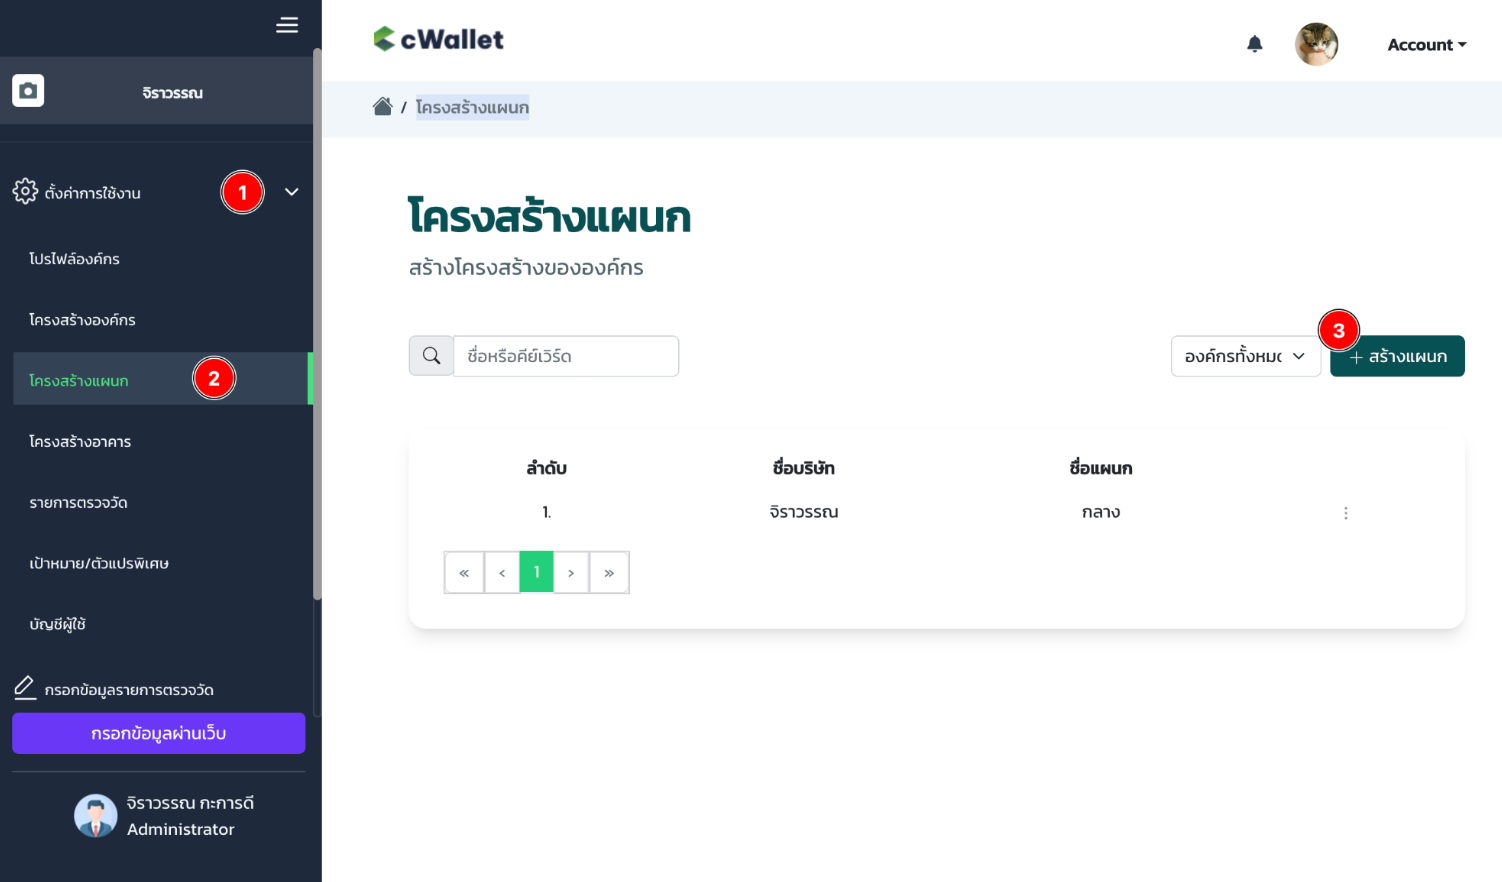 จิราวรรณ
ตั้งค่าการใช้งาน
1
โปรไฟล์องค์กร
โครงสร้างองค์กร
โครงสร้างแผนก
2
โครงสร้างอาคาร
รายการตรวจวัด
เป้าหมาย/ตัวแปรพิเศษ
บัญชีผู้ใช้
กรอกข้อมูลรายการตรวจวัด
กรอกข้อมูลผ่านเว็บ
จิราวรรณ กะการดี
Administrator
cWallet
Account
/ โครงสร้างแผนก
โครงสร้างแผนก
สร้างโครงสร้างขององค์กร
ชื่อหรือคีย์เวิร์ด
องค์กรทั้งหมด
3
+ สร้างแผนก
ลำดับ ชื่อบริษัท ชื่อแผนก
1. จิราวรรณ กลาง
« ‹ 1 › »